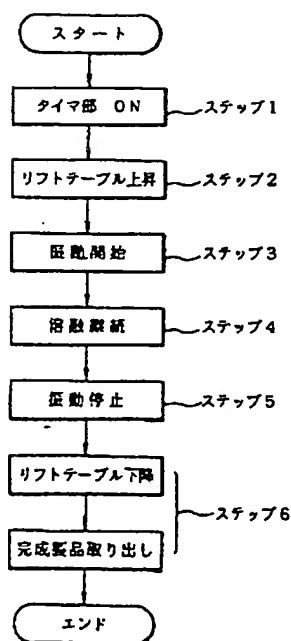 スタート
タイマ部 ON ステップ1
リフトテーブル上昇 ステップ2
振動開始 ステップ3
溶融継続 ステップ4
振動停止 ステップ5
リフトテーブル下降
ステップ6
完成製品取り出し
エンド